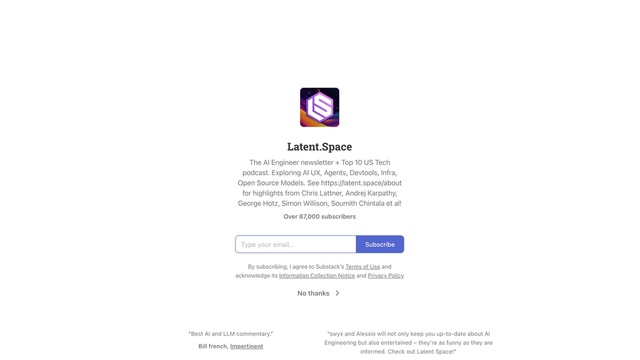 LS
Latent.Space
The AI Engineer newsletter + Top 10 US Tech
podcast. Exploring AI UX, Agents, Devtools, Infra,
Open Source Models. See https://latent.space/about
for highlights from Chris Lattner, Andrej Karpathy,
George Hotz, Simon Willison, Soumith Chintala et al!
Over 87,000 subscribers
Type your email...
Subscribe
By subscribing, I agree to Substack's Terms of Use and
acknowledge its Information Collection Notice and Privacy Policy
No thanks
"Best AI and LLM commentary."
Bill french, Impertinent
"swyx and Alessio will not only keep you up-to-date about AI
Engineering but also entertained – they're as funny as they are
informed. Check out Latent Space!"